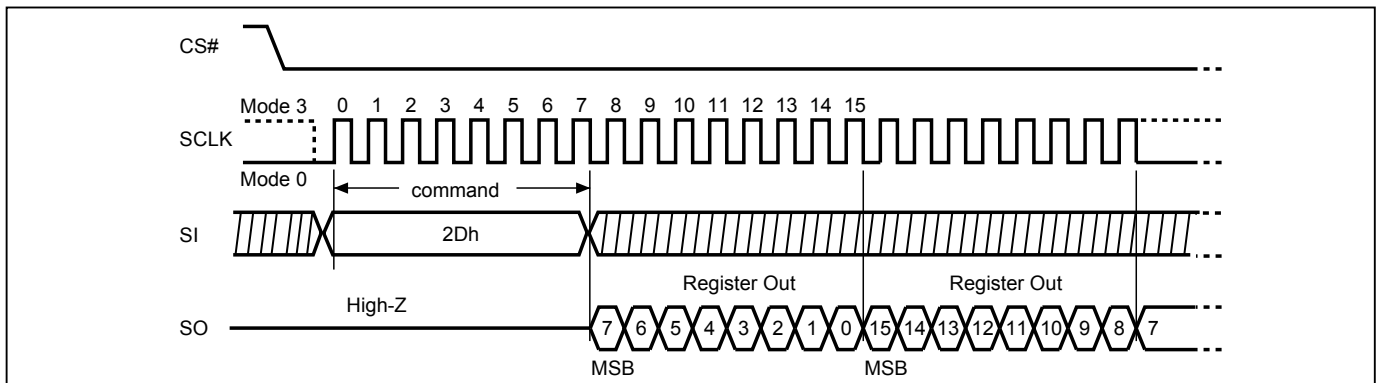 CS#
Mode 3 0 1 2 3 4 5 6 7 8 9 10 11 12 13 14 15
SCLK
Mode 0
command
SI 2Dh
High-Z Register Out Register Out
SO 7 6 5 4 3 2 1 0 15 14 13 12 11 10 9 8 7
MSB MSB